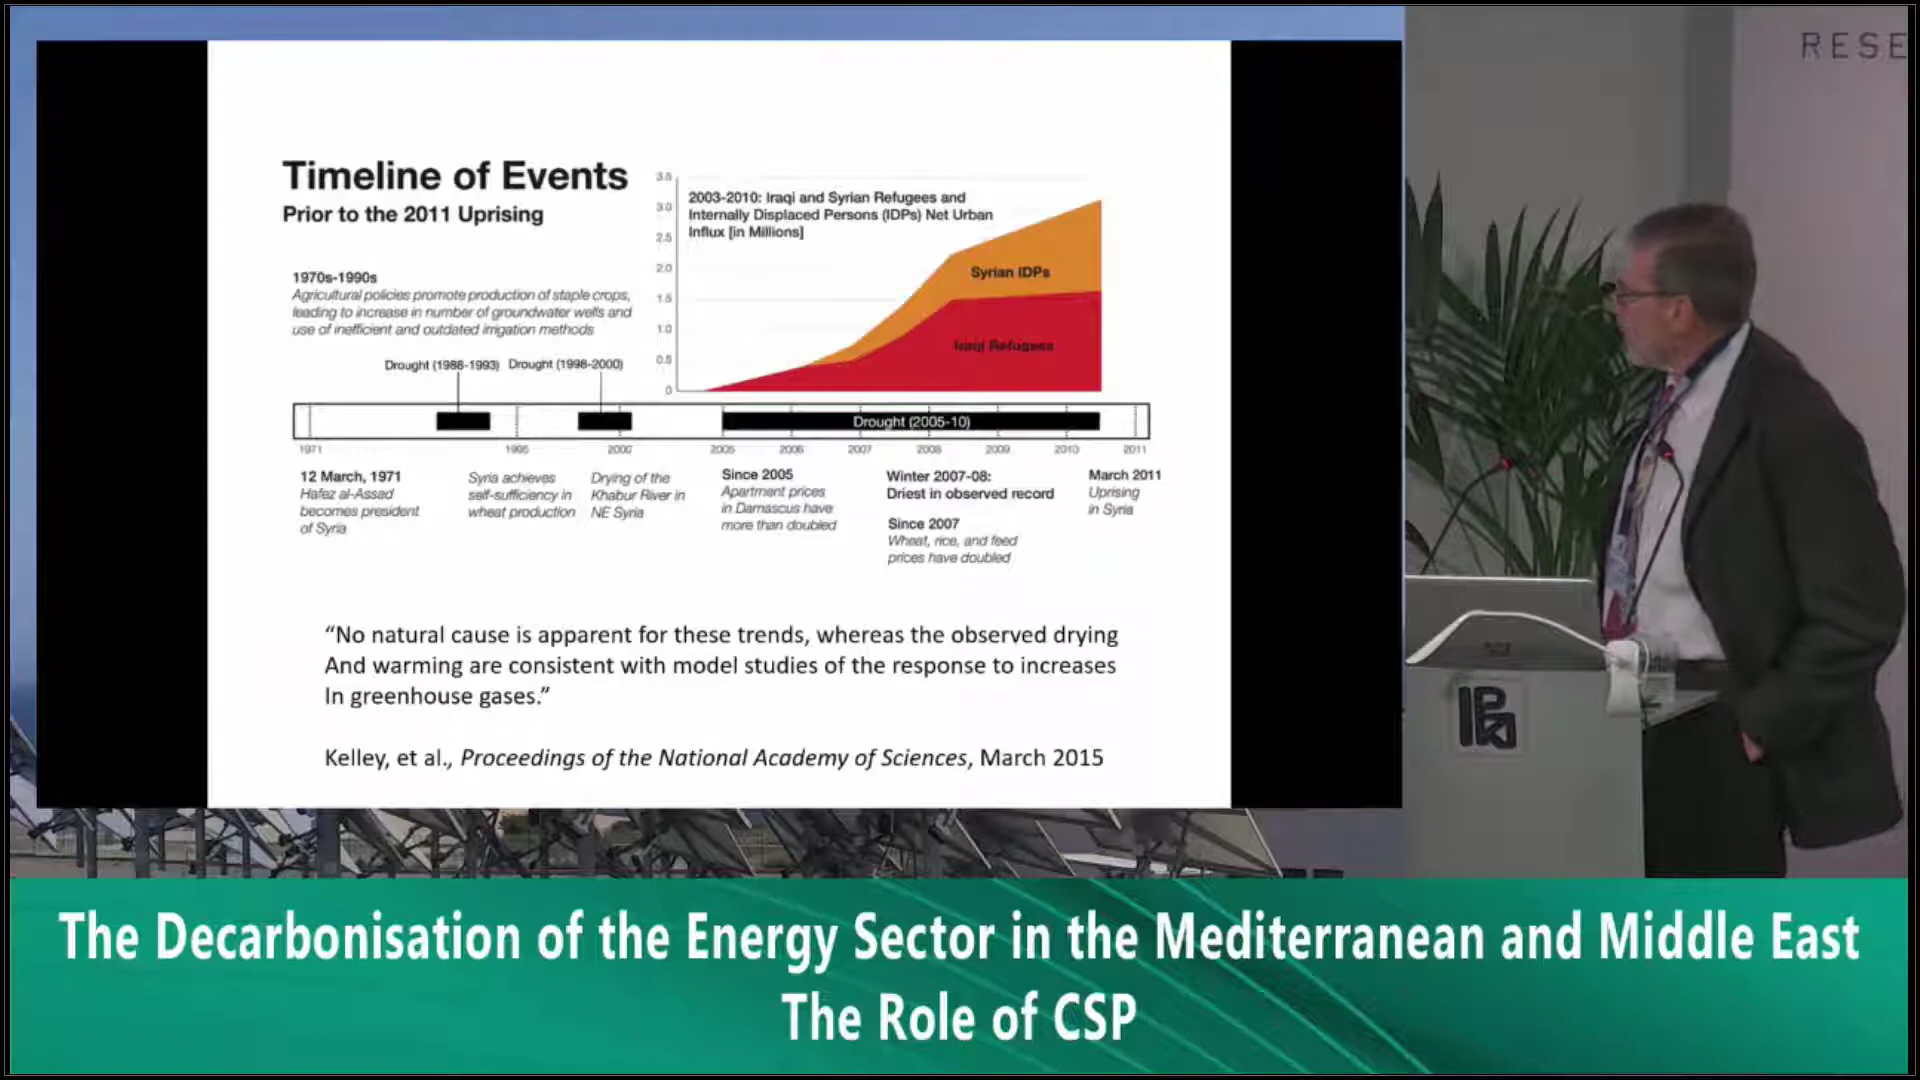 RESE
Timeline of Events
Prior to the 2011 Uprising
1970s-1990s
Agricultural policies promote production of staple crops,
leading to increase in number of groundwater wells and
use of inefficient and outdated irrigation methods
3.5
3.0
2.5
2.0
1.5
1.0
0.5
0
2003-2010: Iraqi and Syrian Refugees and
Internally Displaced Persons (IDPs) Net Urban
Influx [in Millions]
Syrian IDPs
Iraqi Refugees
Drought (1988-1993) Drought (1998-2000)
Drought (2005-10)
1971 1995 2000 2005 2006 2007 2008 2009 2010 2011
12 March, 1971
Hafez al-Assad
becomes president
of Syria
Syria achieves
self-sufficiency in
wheat production
Drying of the
Khabur River in
NE Syria
Since 2005
Apartment prices
in Damascus have
more than doubled
Winter 2007-08:
Driest in observed record
Since 2007
Wheat, rice, and feed
prices have doubled
March 2011
Uprising
in Syria
“No natural cause is apparent for these trends, whereas the observed drying
And warming are consistent with model studies of the response to increases
In greenhouse gases.”
Kelley, et al., Proceedings of the National Academy of Sciences, March 2015
The Decarbonisation of the Energy Sector in the Mediterranean and Middle East
The Role of CSP